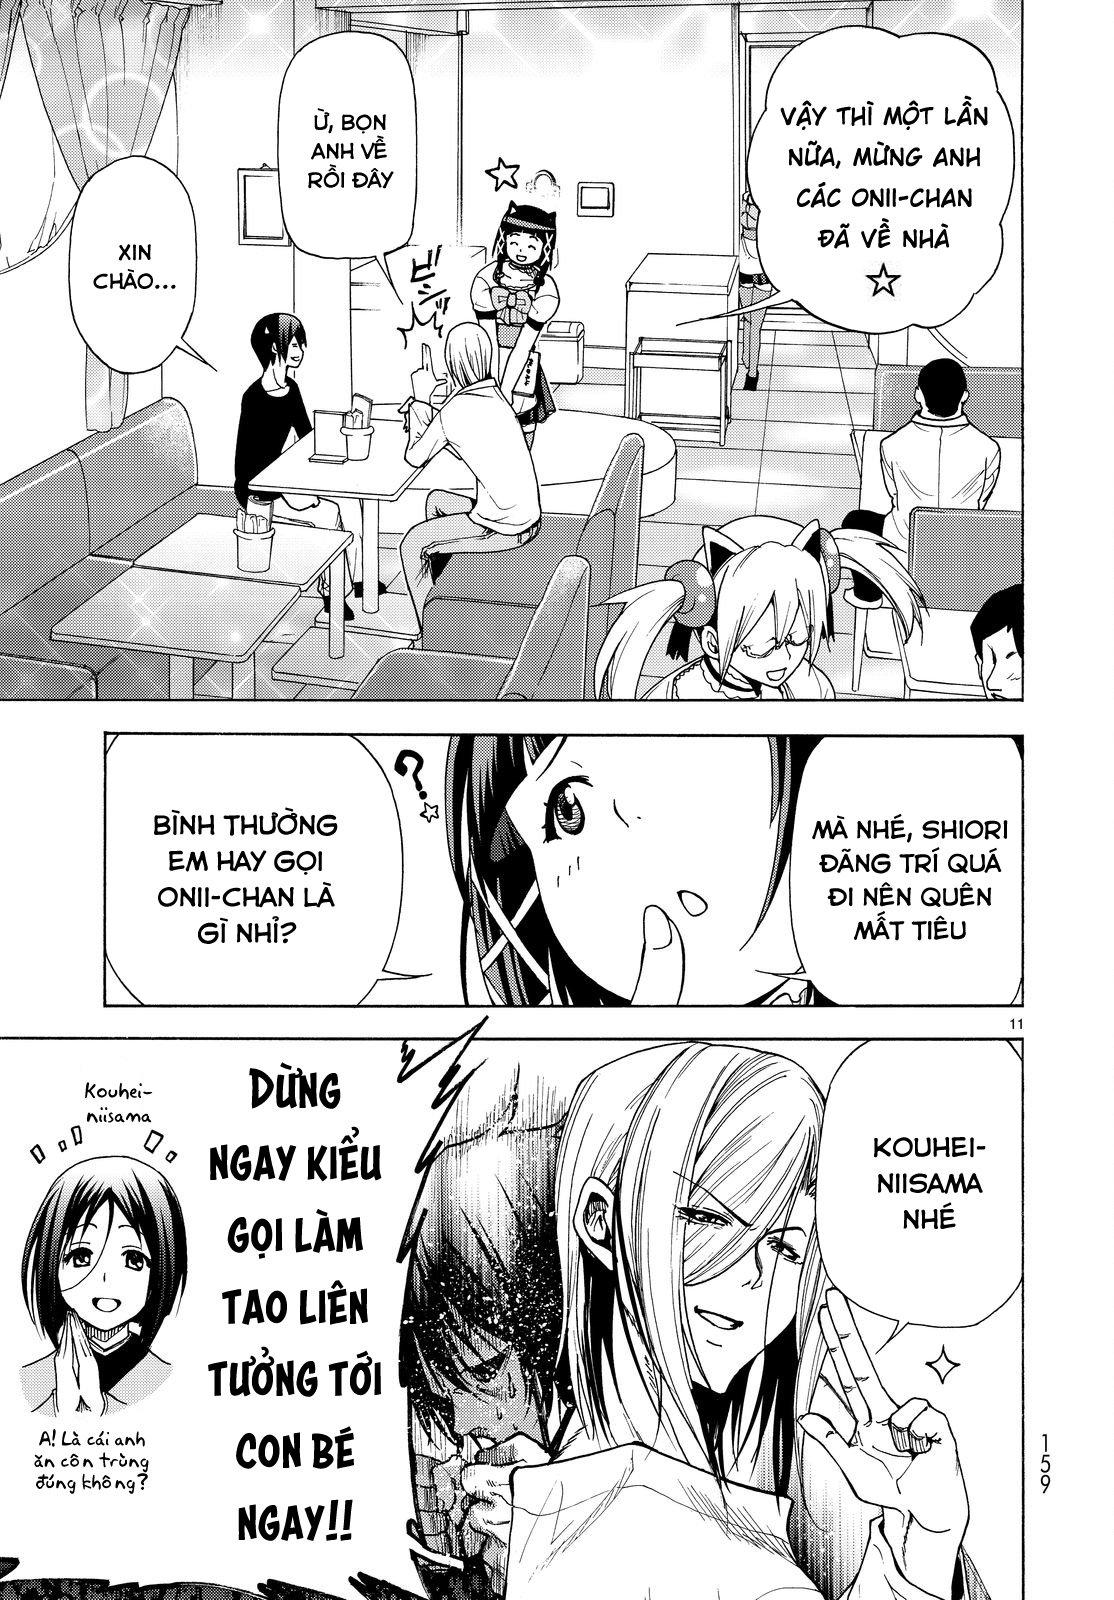 VẬY THÌ MỘT LẦN
NỮA, MỪNG ANH
CÁC ONII-CHAN
ĐÃ VỀ NHÀ
☆
Ừ, BỌN
ANH VỀ
RỒI ĐÂY
XIN
CHÀO...
ビシッ
MÀ NHÉ, SHIORI
ĐÃNG TRÍ QUÁ
ĐI NÊN QUÊN
MẤT TIÊU
?
BÌNH THƯỜNG
EM HAY GỌI
ONII-CHAN LÀ
GÌ NHỈ?
11
KOUHEI-
NIISAMA
NHÉ
DỪNG
NGAY KIỂU
GỌI LÀM
TAO LIÊN
TƯỞNG TỚI
CON BÉ
NGAY!!
Kouhei-
niisama
A! Là cái anh
ăn côn trùng
đúng không?
159